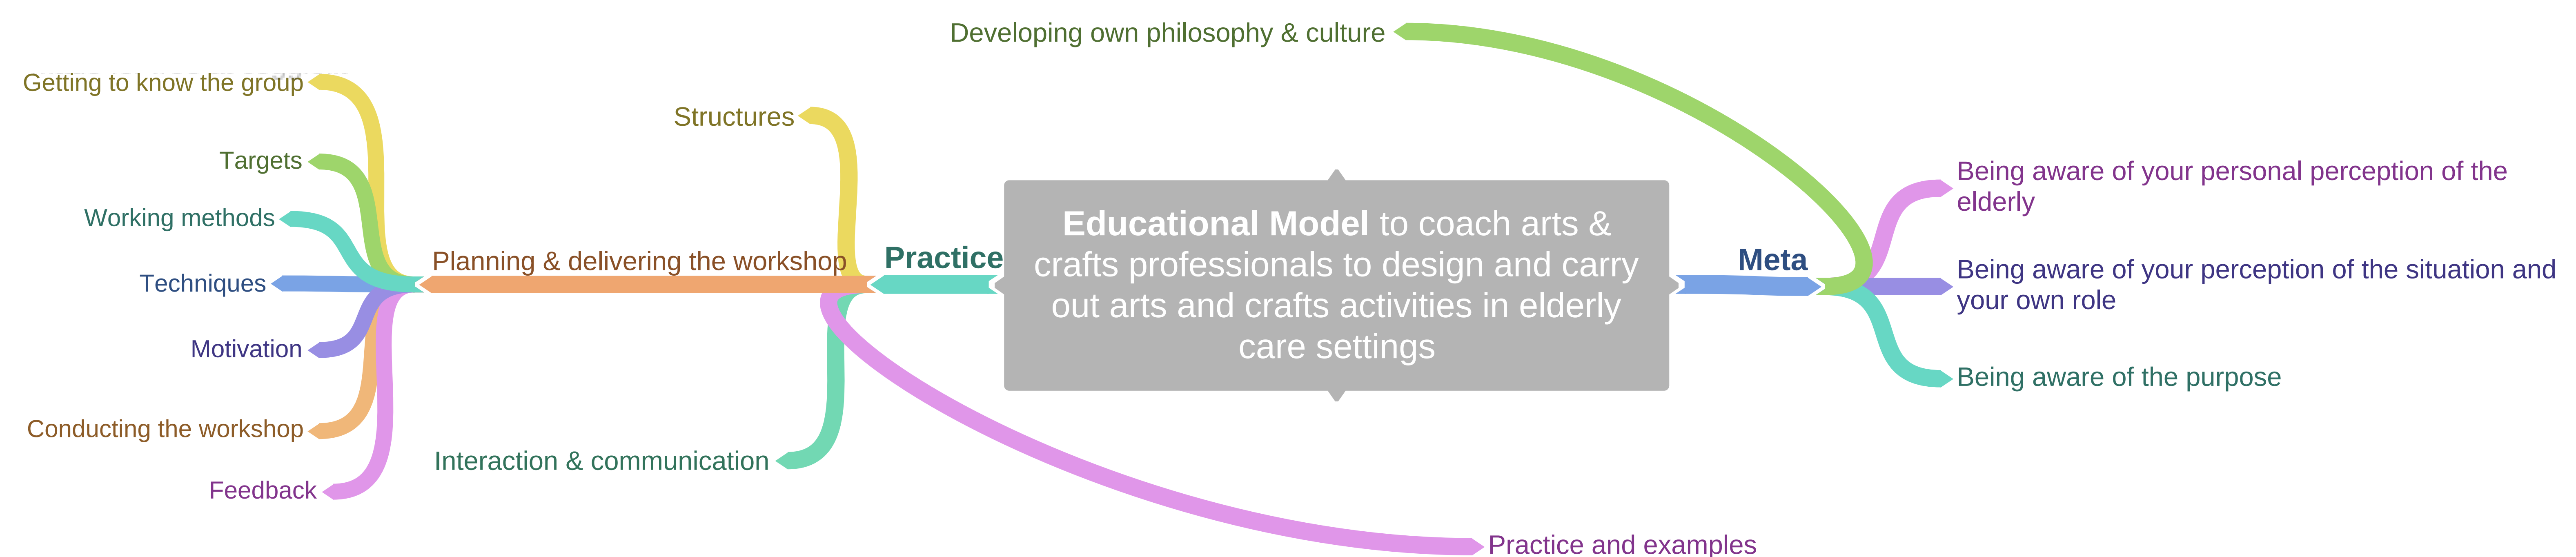 Developing own philosophy & culture
Getting to know the group
Targets
Working methods
Techniques
Motivation
Conducting the workshop
Feedback
Structures
Planning & delivering the workshop
Interaction & communication
Practice
Educational Model to coach arts &
crafts professionals to design and carry
out arts and crafts activities in elderly
care settings
Meta
Being aware of your personal perception of the
elderly
Being aware of your perception of the situation and
your own role
Being aware of the purpose
Practice and examples